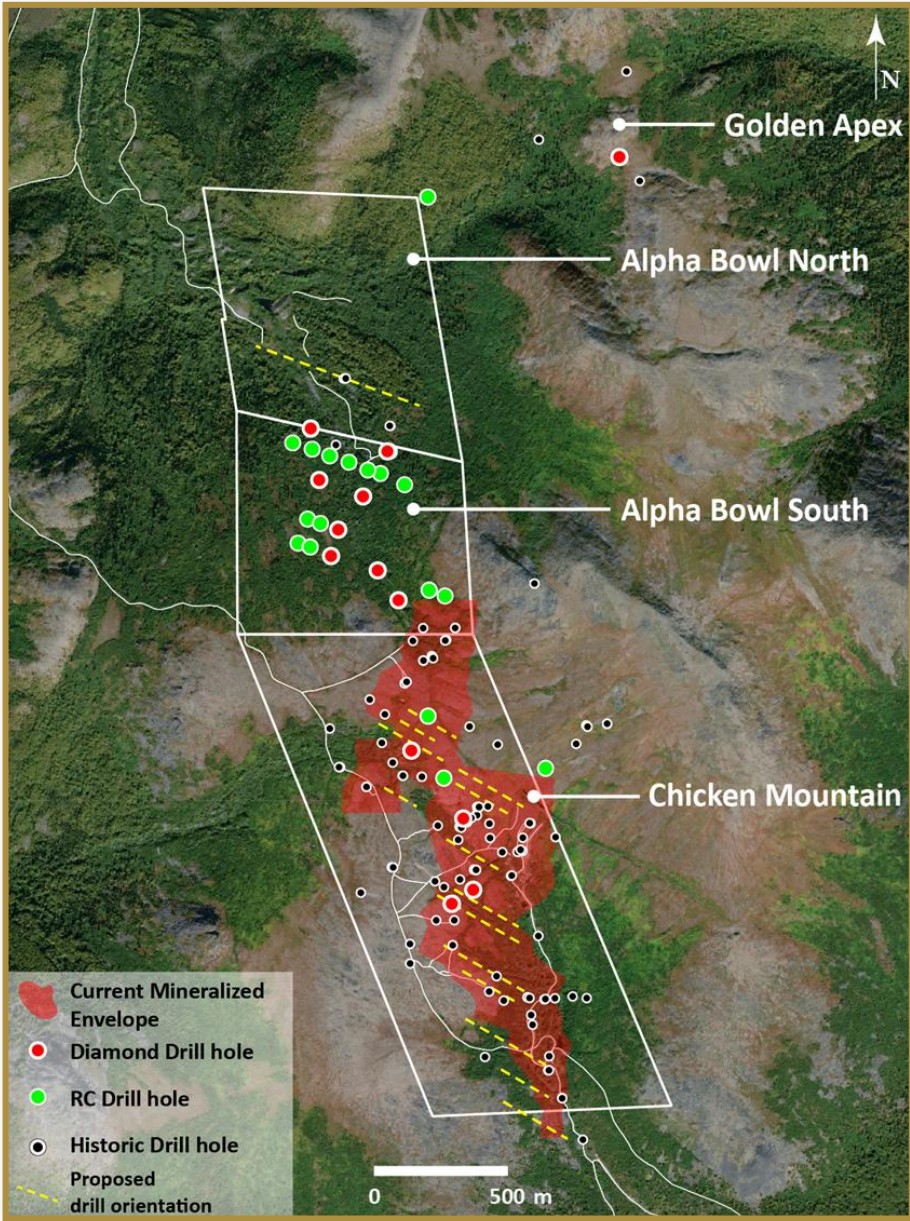 N
Golden Apex
Alpha Bowl North
Alpha Bowl South
Chicken Mountain
Current Mineralized
Envelope
Diamond Drill hole
RC Drill hole
Historic Drill hole
Proposed
drill orientation
0 500 m